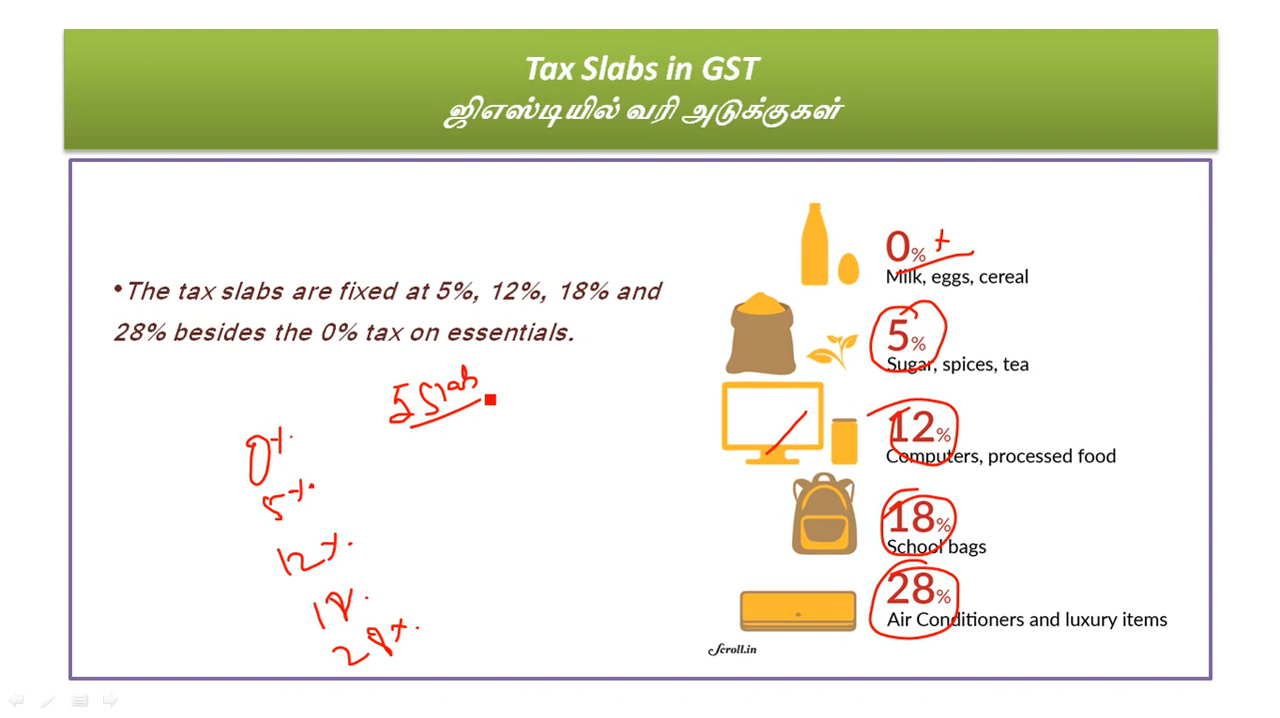 Tax Slabs in GST
ஜிஎஸ்டியில் வரி அடுக்குகள்
•The tax slabs are fixed at 5%, 12%, 18% and
28% besides the 0% tax on essentials.
5 Slab
0%
5%
12%
18%
28%
0%
Milk, eggs, cereal
5%
Sugar, spices, tea
12%
Computers, processed food
18%
School bags
28%
Air Conditioners and luxury items
Scroll.in